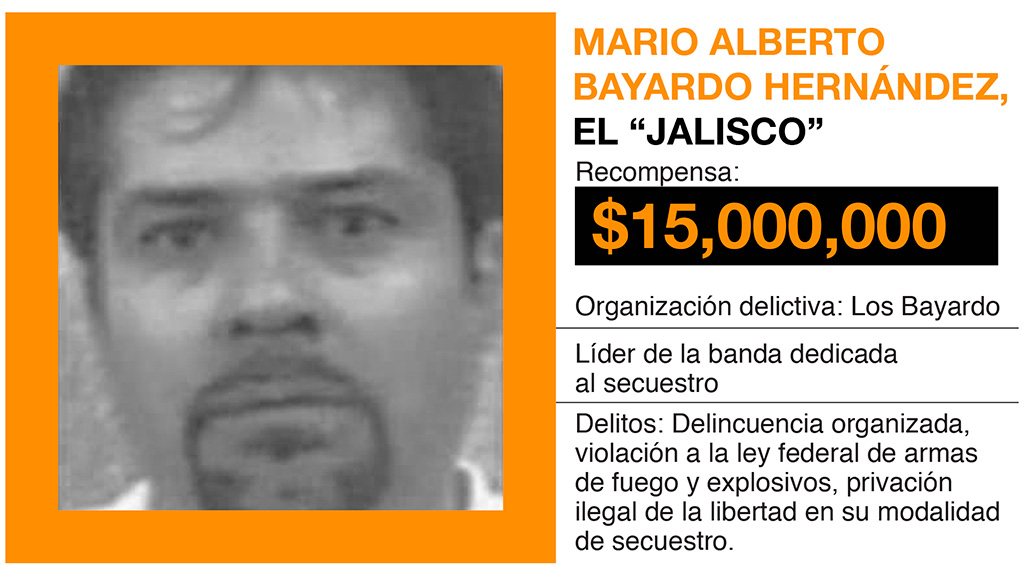 MARIO ALBERTO
BAYARDO HERNÁNDEZ,
EL “JALISCO”
Recompensa:
$15,000,000
Organización delictiva: Los Bayardo
Líder de la banda dedicada
al secuestro
Delitos: Delincuencia organizada,
violación a la ley federal de armas
de fuego y explosivos, privación
ilegal de la libertad en su modalidad
de secuestro.